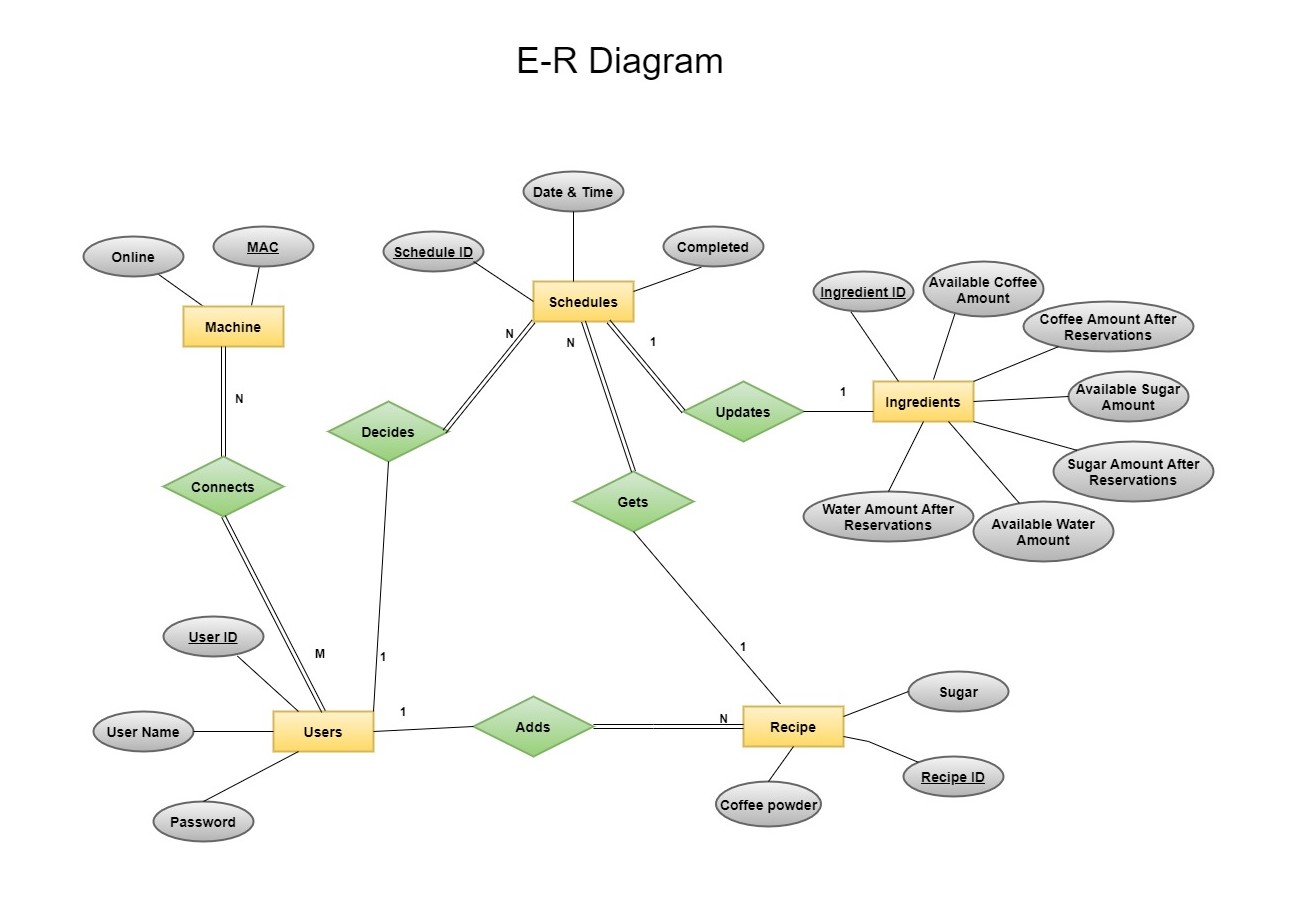 E-R Diagram
Date & Time
Online
MAC
Schedule ID
Completed
Schedules
Machine
Ingredient ID
Available Coffee
Amount
Coffee Amount After
Reservations
N
N
1
N
1
Ingredients
Available Sugar
Amount
Decides
Updates
Connects
Gets
Sugar Amount After
Reservations
Water Amount After
Reservations
Available Water
Amount
User ID
M
1
1
1
N
Sugar
User Name
Users
Adds
Recipe
Recipe ID
Password
Coffee powder